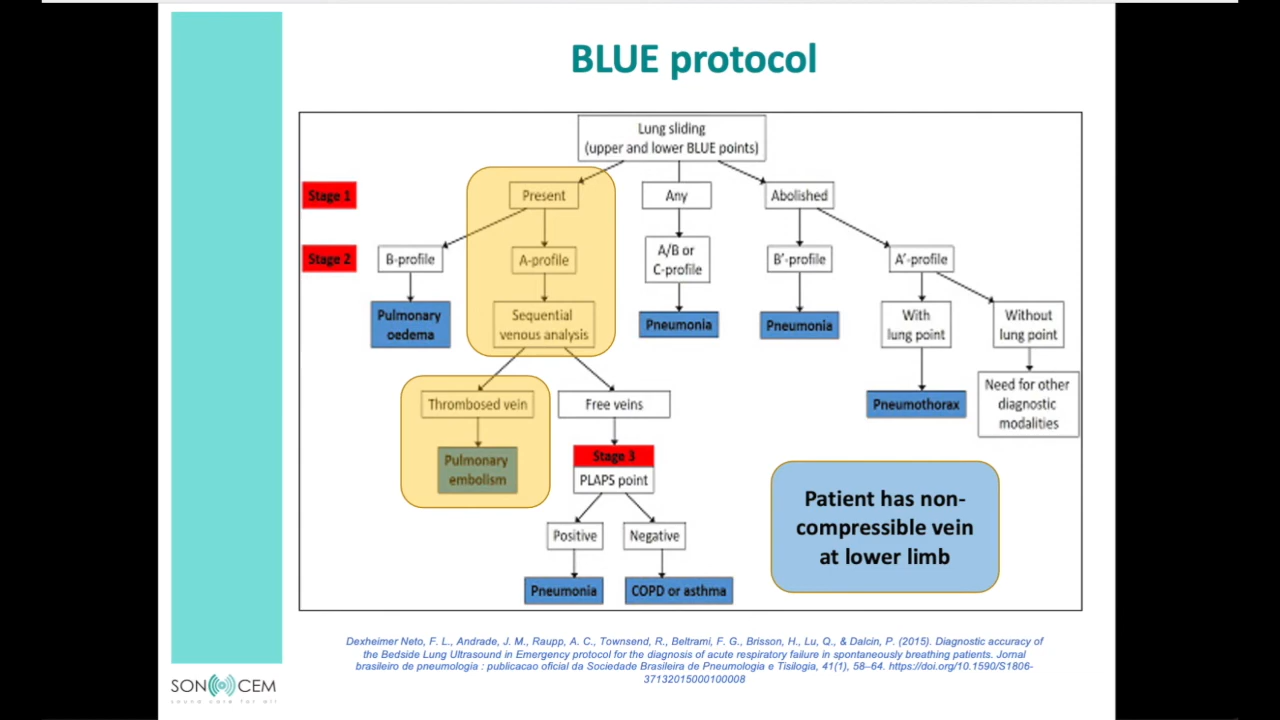 BLUE protocol
Lung sliding
(upper and lower BLUE points)
Stage 1
Present
Any
Abolished
Stage 2
B-profile
A-profile
A/B or
C-profile
B'-profile
A'-profile
Pulmonary
oedema
Sequential
venous analysis
Pneumonia
Pneumonia
With
lung point
Without
lung point
Thrombosed vein
Free veins
Pneumothorax
Need for other
diagnostic
modalities
Pulmonary
embolism
Stage 3
PLAPS point
Positive
Negative
Pneumonia
COPD or asthma
Patient has non-
compressible vein
at lower limb
Dexheimer Neto, F. L., Andrade, J. M., Raupp, A. C., Townsend, R., Beltrami, F. G., Brisson, H., Lu, Q., & Dalcin, P. (2015). Diagnostic accuracy of
the Bedside Lung Ultrasound in Emergency protocol for the diagnosis of acute respiratory failure in spontaneously breathing patients. Jornal
brasileiro de pneumologia : publicacao oficial da Sociedade Brasileira de Pneumologia e Tisilogia, 41(1), 58–64. https://doi.org/10.1590/S1806-
37132015000100008
SONOCEM
sound care for all